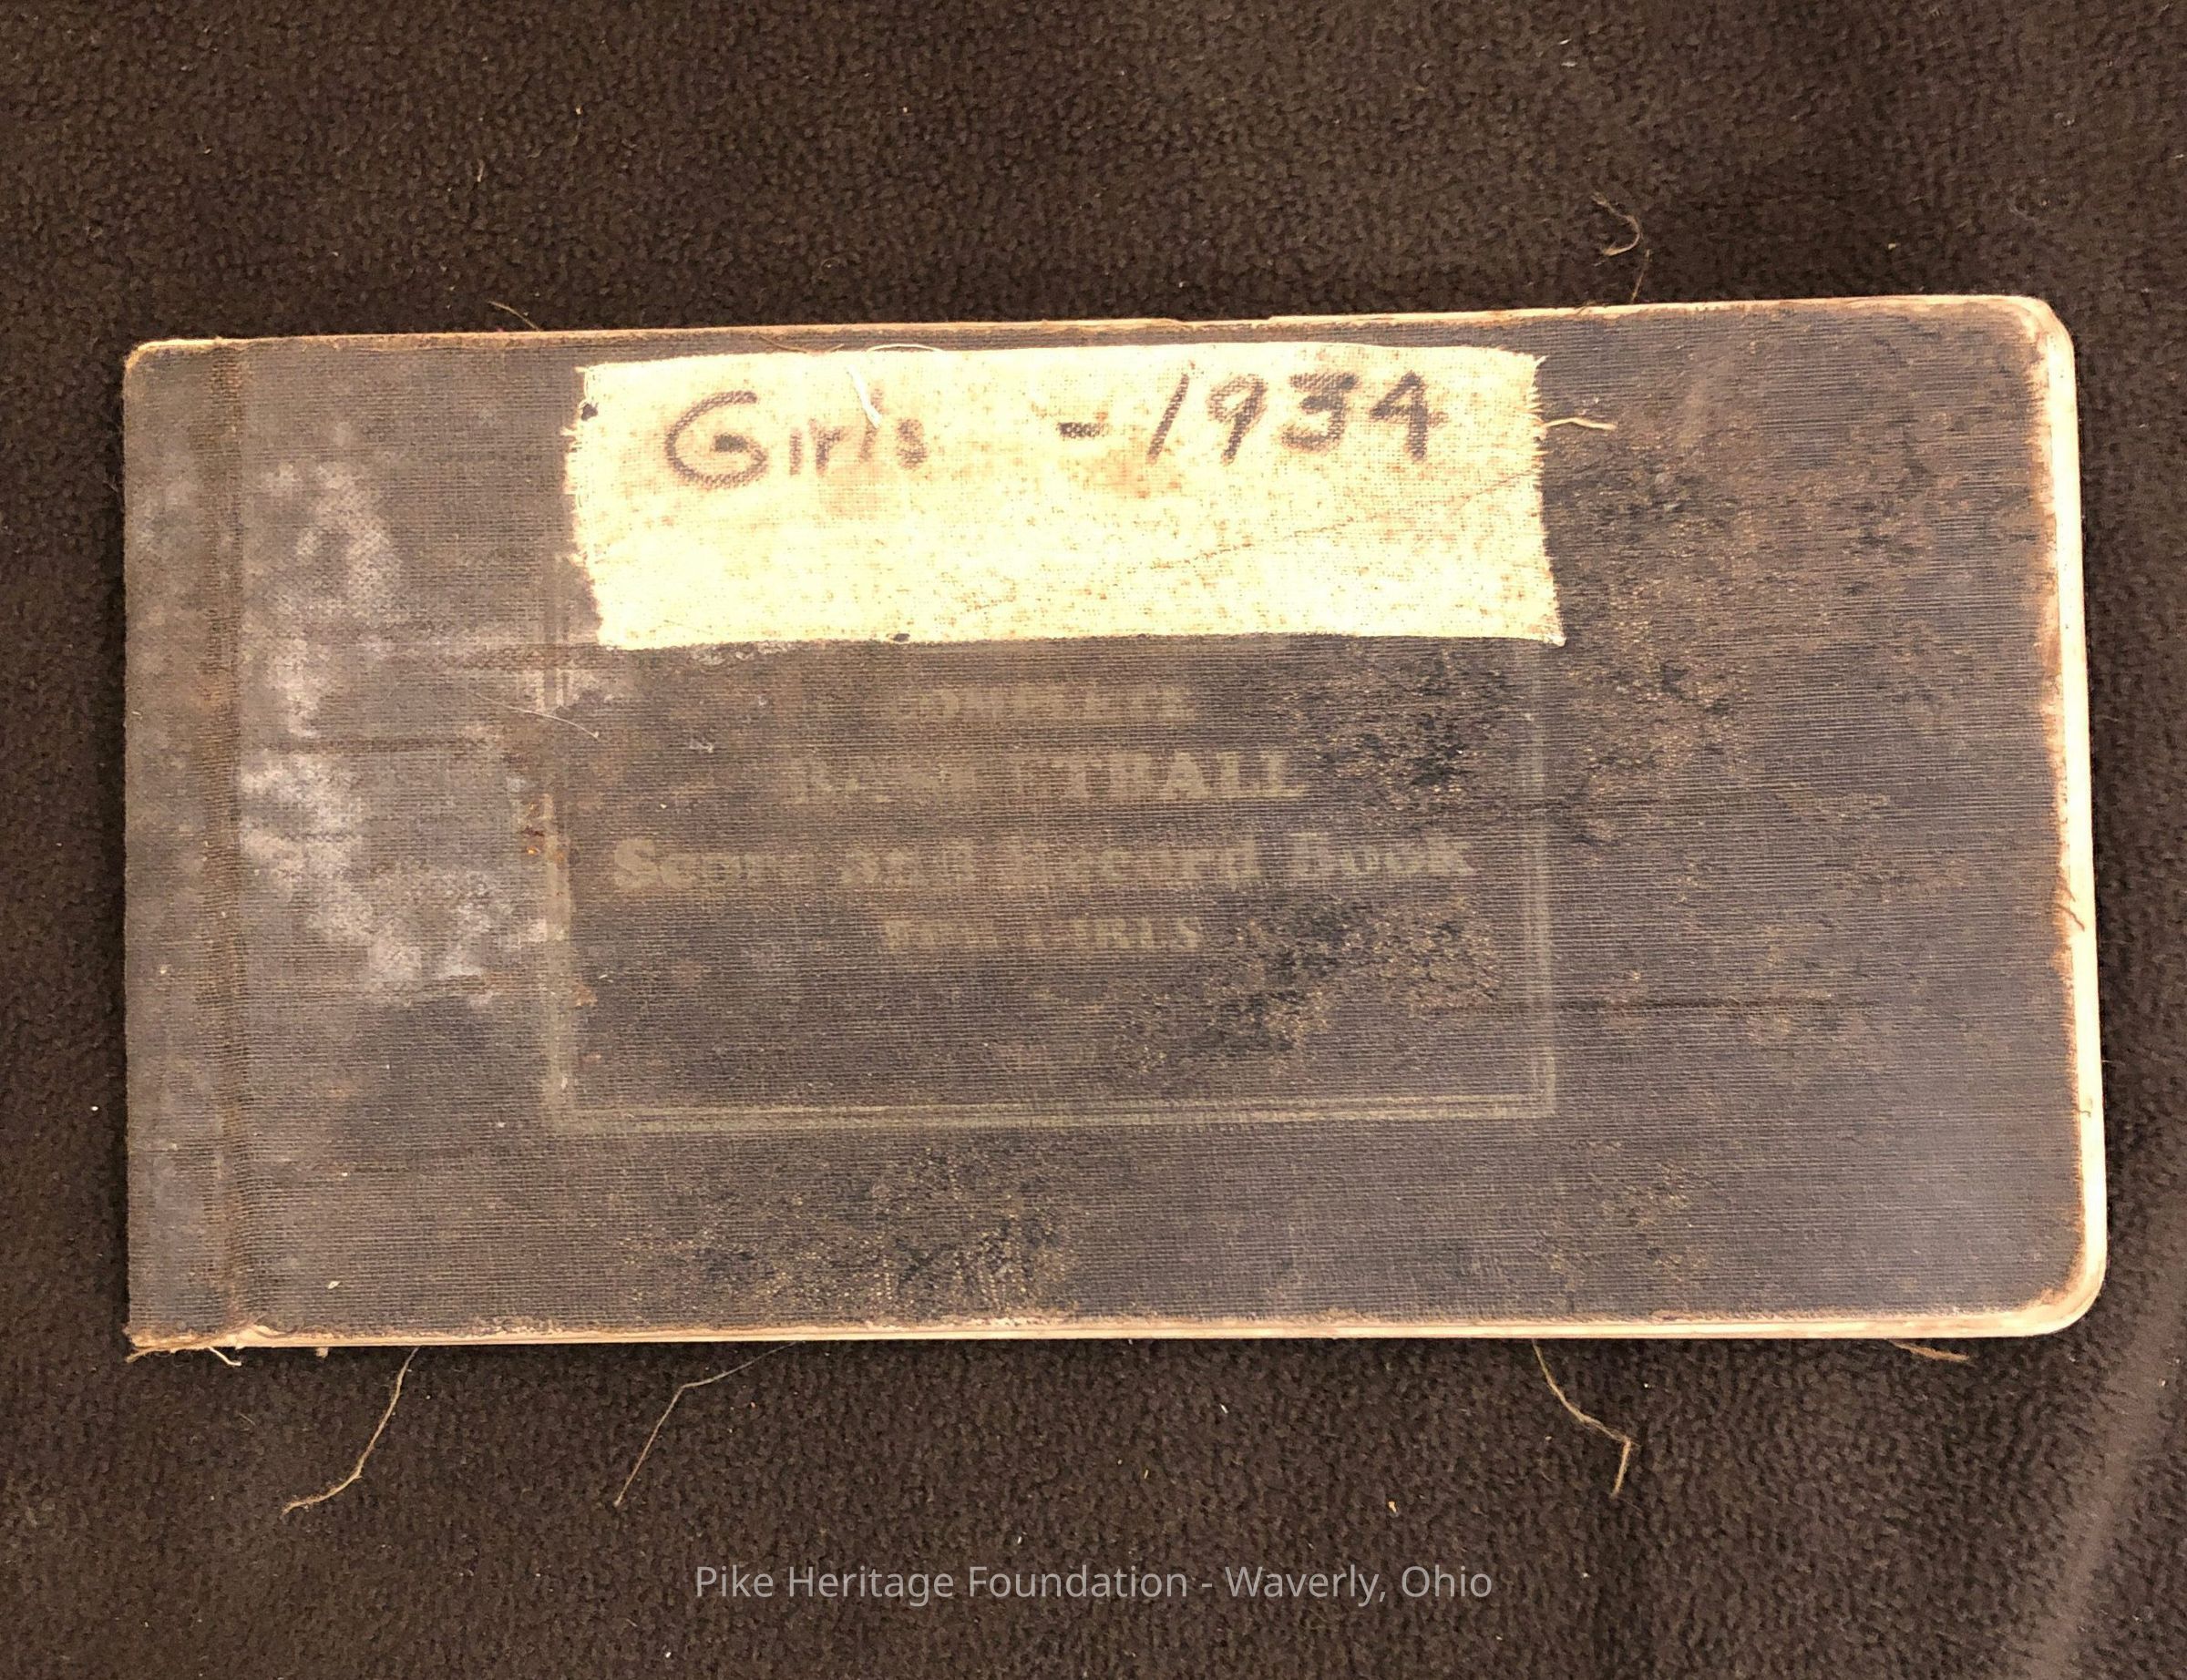 Girls - 1934
COMPLETE
BASKETBALL
Score and Record Book
FOR GIRLS
Pike Heritage Foundation - Waverly, Ohio